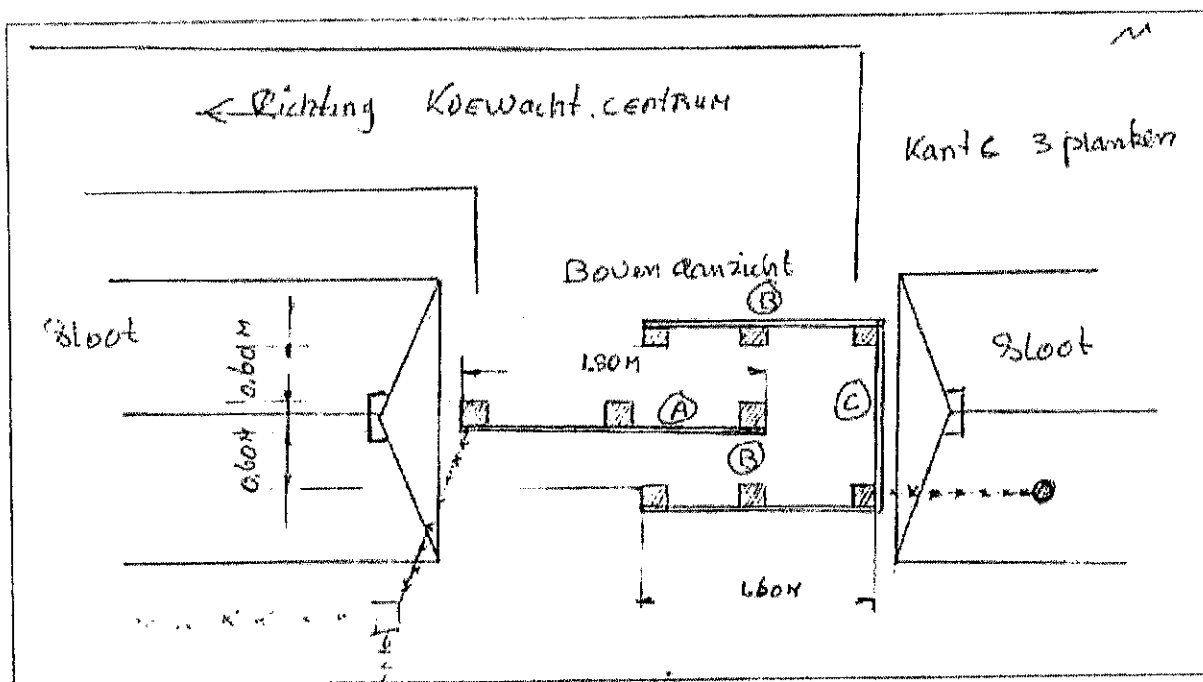 ← Richting Koewacht. CENTRUM
Kant C 3 planken
Boven aanzicht
B
Sloot
Sloot
0.60M
1.80M
A
C
0.60M
B
1.60M